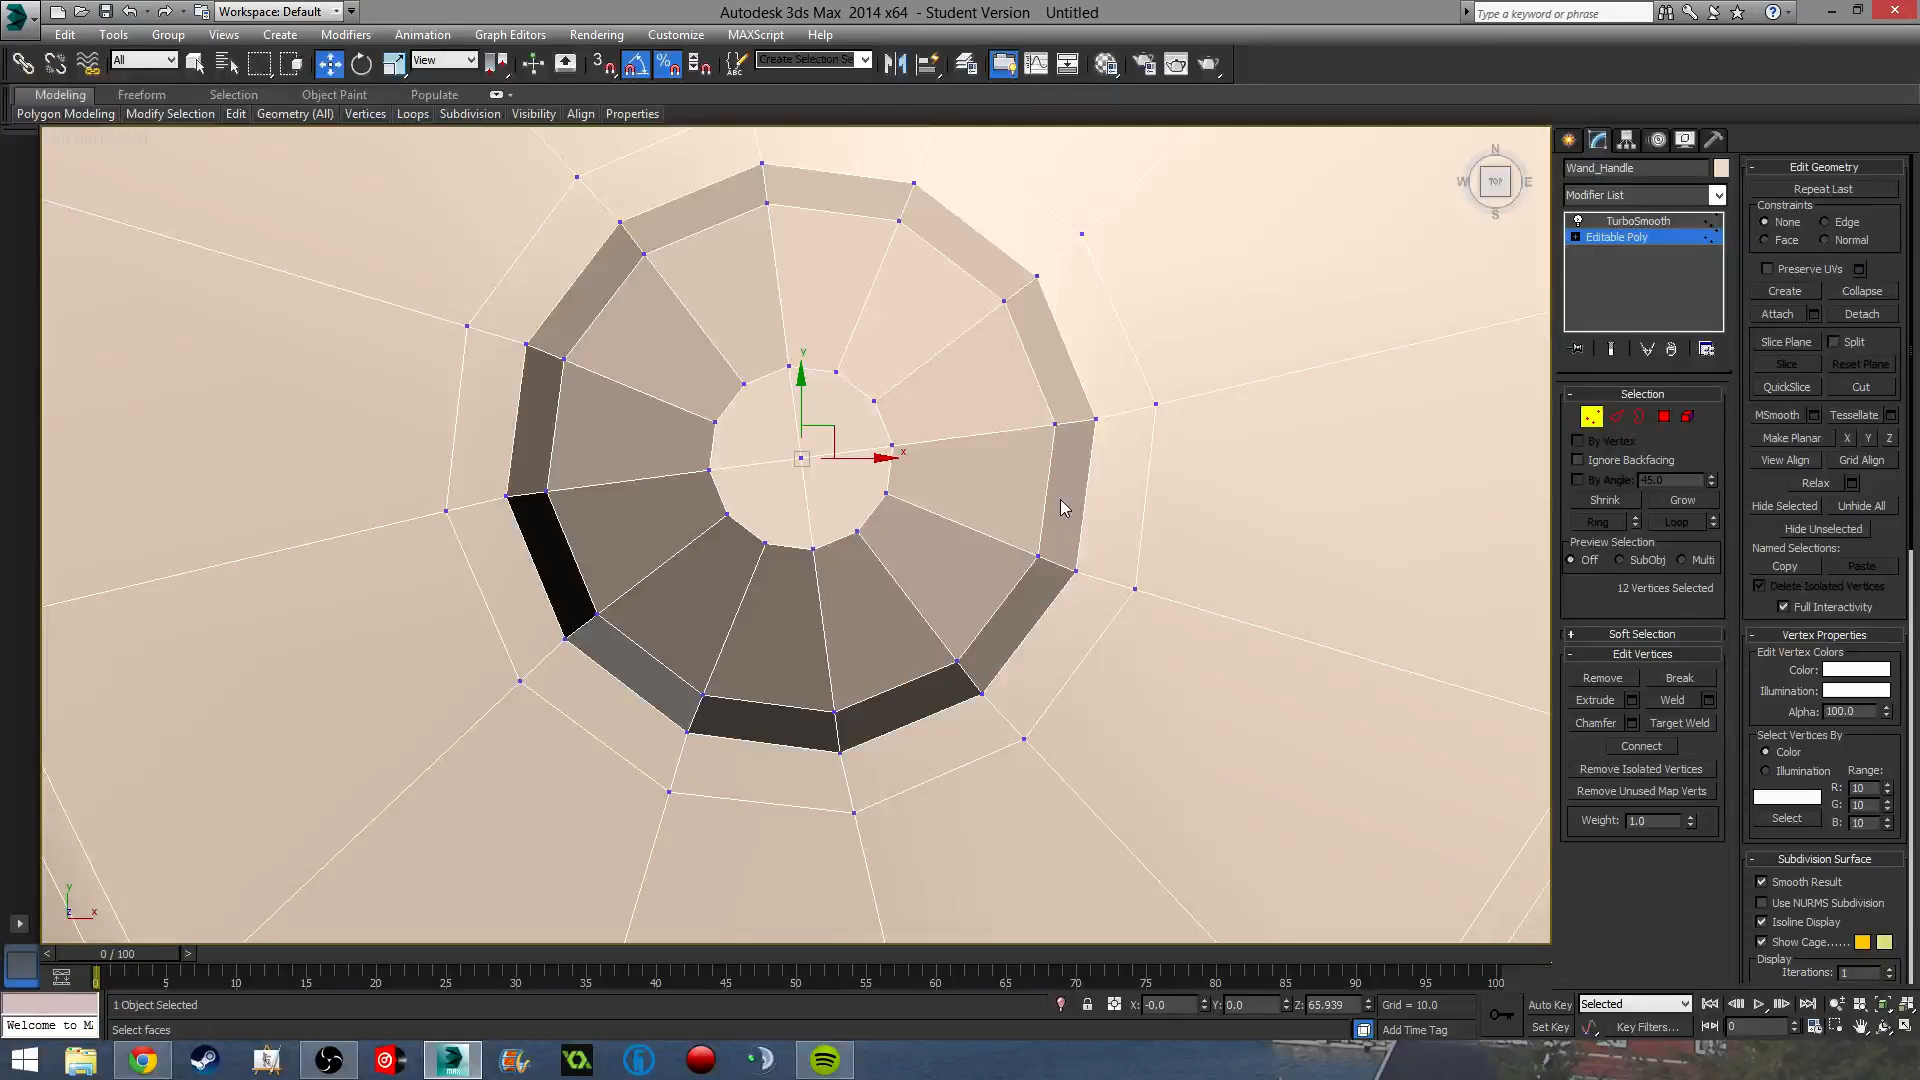 Workspace: Default
Autodesk 3ds Max 2014 x64 - Student Version Untitled
Type a keyword or phrase
Edit Tools Group Views Create Modifiers Animation Graph Editors Rendering Customize MAXScript Help
All View Create Selection Se
Modeling Freeform Selection Object Paint Populate
Polygon Modeling Modify Selection Edit Geometry (All) Vertices Loops Subdivision Visibility Align Properties
N
W TOP E
S
y
x
y
z x
Wand_Handle
Modifier List
TurboSmooth
Editable Poly
Selection
By Vertex
Ignore Backfacing
By Angle: 45.0
Shrink Grow
Ring Loop
Preview Selection
Off SubObj Multi
12 Vertices Selected
Soft Selection
Edit Vertices
Remove Break
Extrude Weld
Chamfer Target Weld
Connect
Remove Isolated Vertices
Remove Unused Map Verts
Weight: 1.0
Edit Geometry
Repeat Last
Constraints
None Edge
Face Normal
Preserve UVs
Create Collapse
Attach Detach
Slice Plane Split
Slice Reset Plane
QuickSlice Cut
MSmooth Tessellate
Make Planar X Y Z
View Align Grid Align
Relax
Hide Selected Unhide All
Hide Unselected
Named Selections:
Copy Paste
Delete Isolated Vertices
Full Interactivity
Vertex Properties
Edit Vertex Colors
Color:
Illumination:
Alpha: 100.0
Select Vertices By
Color
Illumination Range:
R: 10
G: 10
Select B: 10
Subdivision Surface
Smooth Result
Use NURMS Subdivision
Isoline Display
Show Cage......
Display
Iterations: 1
< 0 / 100 >
0 5 10 15 20 25 30 35 40 45 50 55 60 65 70 75 80 85 90 95 100
1 Object Selected X: -0.0 Y: 0.0 Z: 65.939 Grid = 10.0 Auto Key Selected
Welcome to M Select faces Add Time Tag Set Key Key Filters... 0
MAX